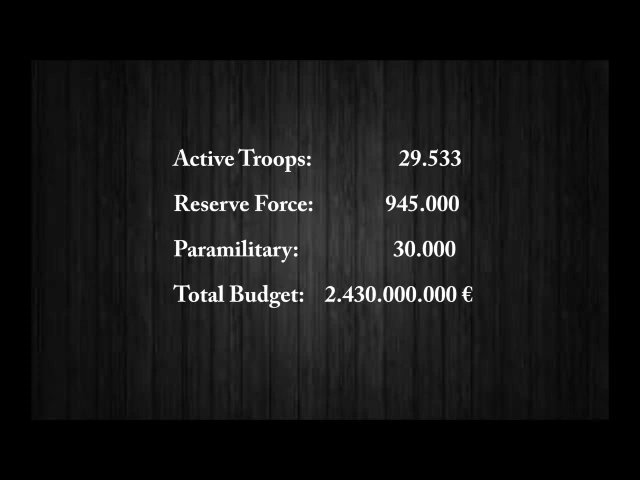 Active Troops: 29.533
Reserve Force: 945.000
Paramilitary: 30.000
Total Budget: 2.430.000.000 €